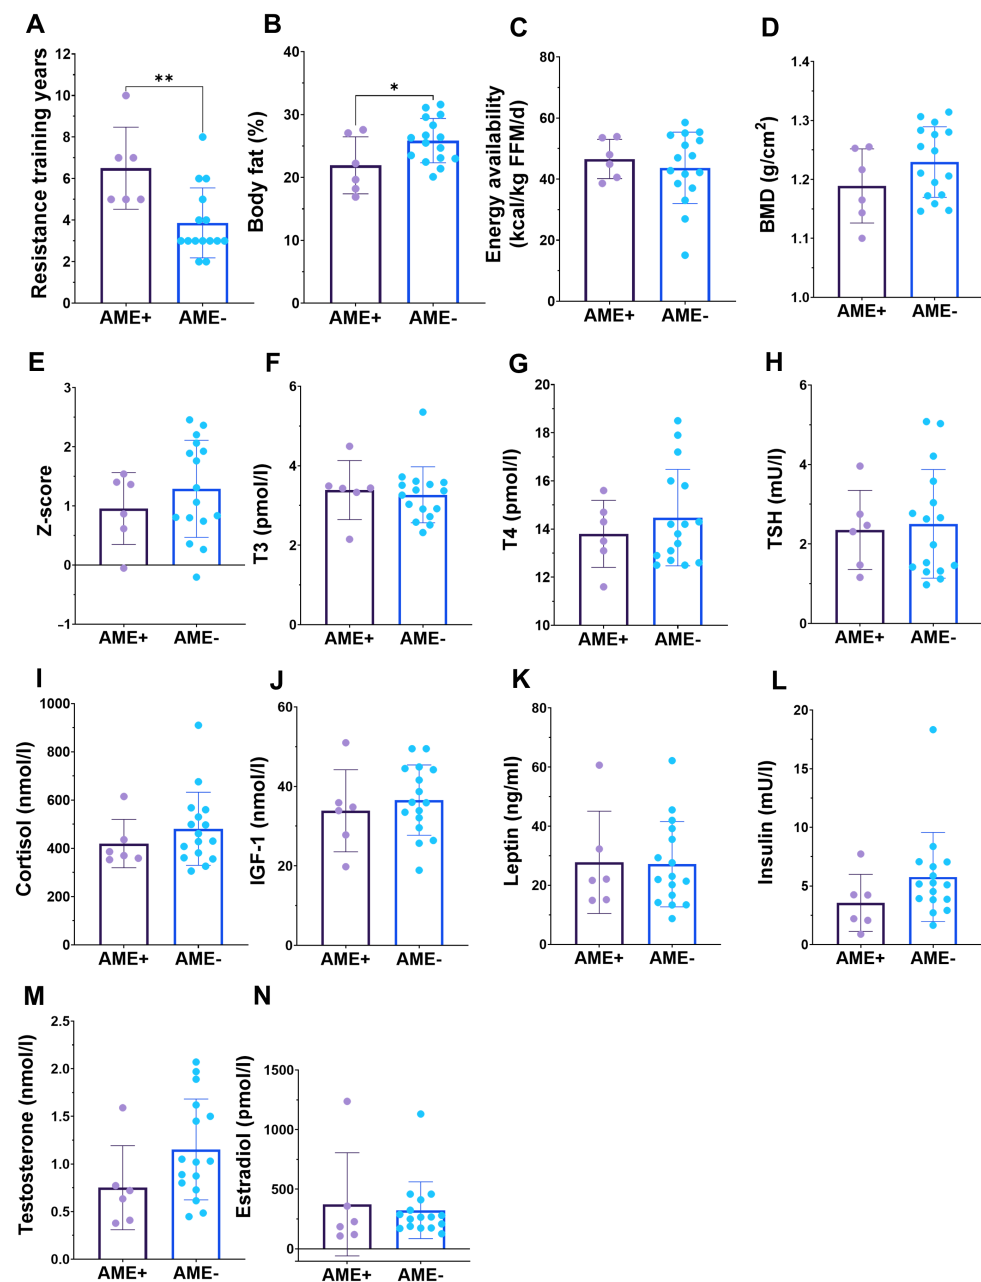 A
Resistance training years
12
10
8
6
4
2
0
**
AME+ AME-
B
Body fat (%)
40
30
20
10
0
*
AME+ AME-
C
Energy availability
(kcal/kg FFM/d)
80
60
40
20
0
AME+ AME-
D
BMD (g/cm²)
1.4
1.3
1.2
1.1
1.0
AME+ AME-
E
Z-score
3
2
1
0
−1
AME+ AME-
F
T3 (pmol/l)
6
4
2
0
AME+ AME-
G
T4 (pmol/l)
20
18
16
14
12
10
AME+ AME-
H
TSH (mU/l)
6
4
2
0
AME+ AME-
I
Cortisol (nmol/l)
1000
800
600
400
200
0
AME+ AME-
J
IGF-1 (nmol/l)
60
40
20
0
AME+ AME-
K
Leptin (ng/ml)
80
60
40
20
0
AME+ AME-
L
Insulin (mU/l)
20
15
10
5
0
AME+ AME-
M
Testosterone (nmol/l)
2.5
2.0
1.5
1.0
0.5
0.0
AME+ AME-
N
Estradiol (pmol/l)
1500
1000
500
0
AME+ AME-